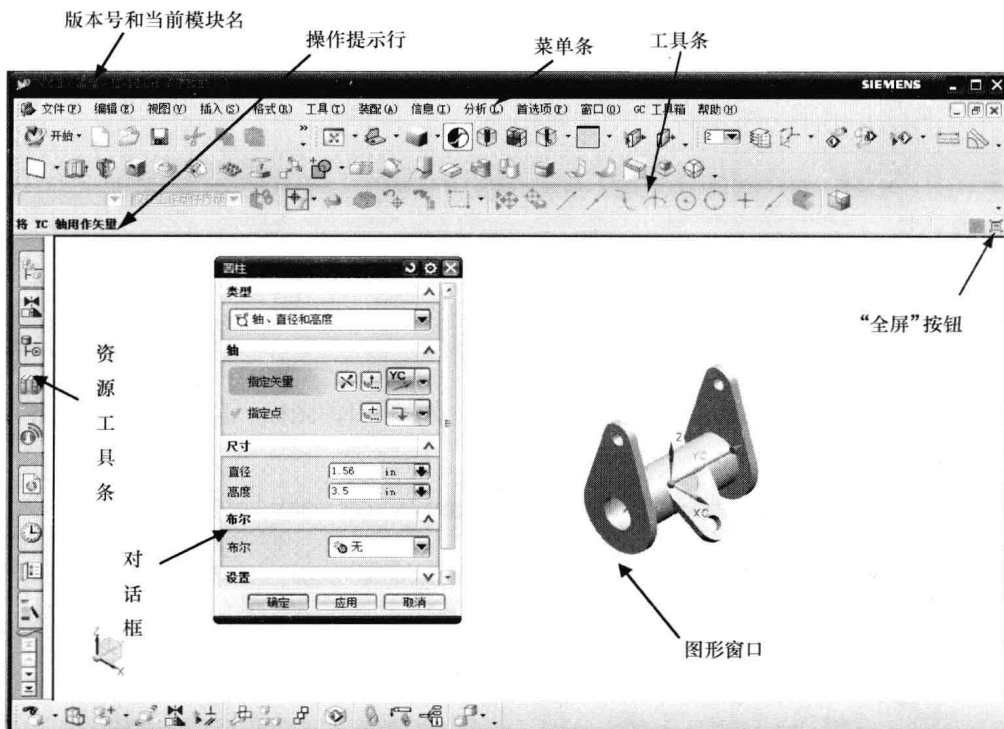 版本号和当前模块名
操作提示行
菜单条
工具条
SIEMENS
文件(F) 编辑(E) 视图(V) 插入(S) 格式(R) 工具(T) 装配(A) 信息(I) 分析(L) 首选项(P) 窗口(O) GC 工具箱 帮助(H)
开始
2
将 YC 轴用作矢量
“全屏”按钮
资源工具条
圆柱
类型
轴、直径和高度
轴
指定矢量
YC
指定点
尺寸
直径 1.56 in
高度 3.5 in
布尔
布尔 无
设置
确定 应用 取消
对话框
Z
YC
XC
图形窗口
Z
X